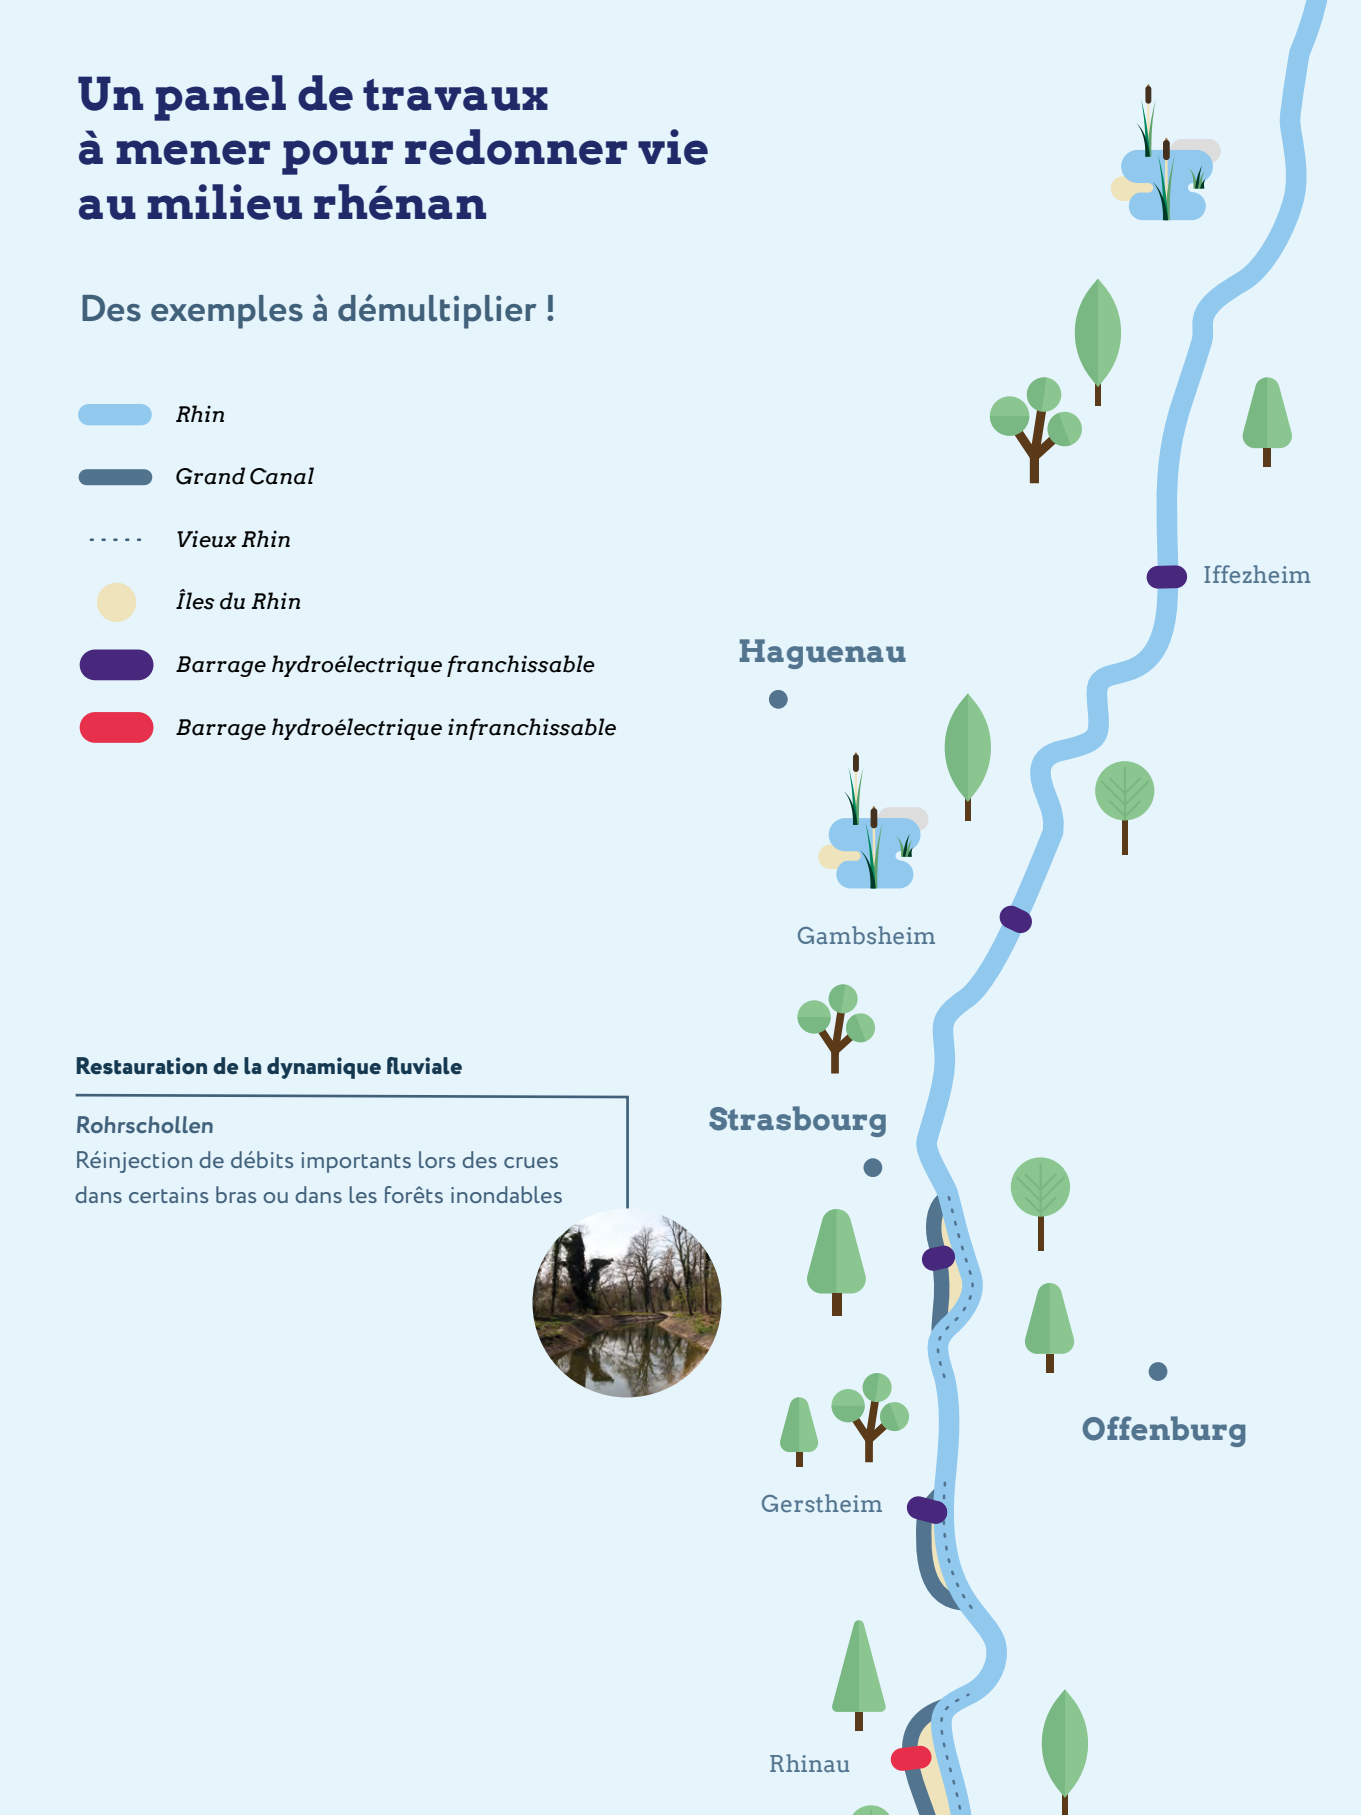 Un panel de travaux
à mener pour redonner vie
au milieu rhénan
Des exemples à démultiplier !
Rhin
Grand Canal
Vieux Rhin
Îles du Rhin
Barrage hydroélectrique franchissable
Barrage hydroélectrique infranchissable
Iffezheim
Haguenau
Gambsheim
Restauration de la dynamique fluviale
Rohrschollen
Réinjection de débits importants lors des crues
dans certains bras ou dans les forêts inondables
Strasbourg
Offenburg
Gerstheim
Rhinau